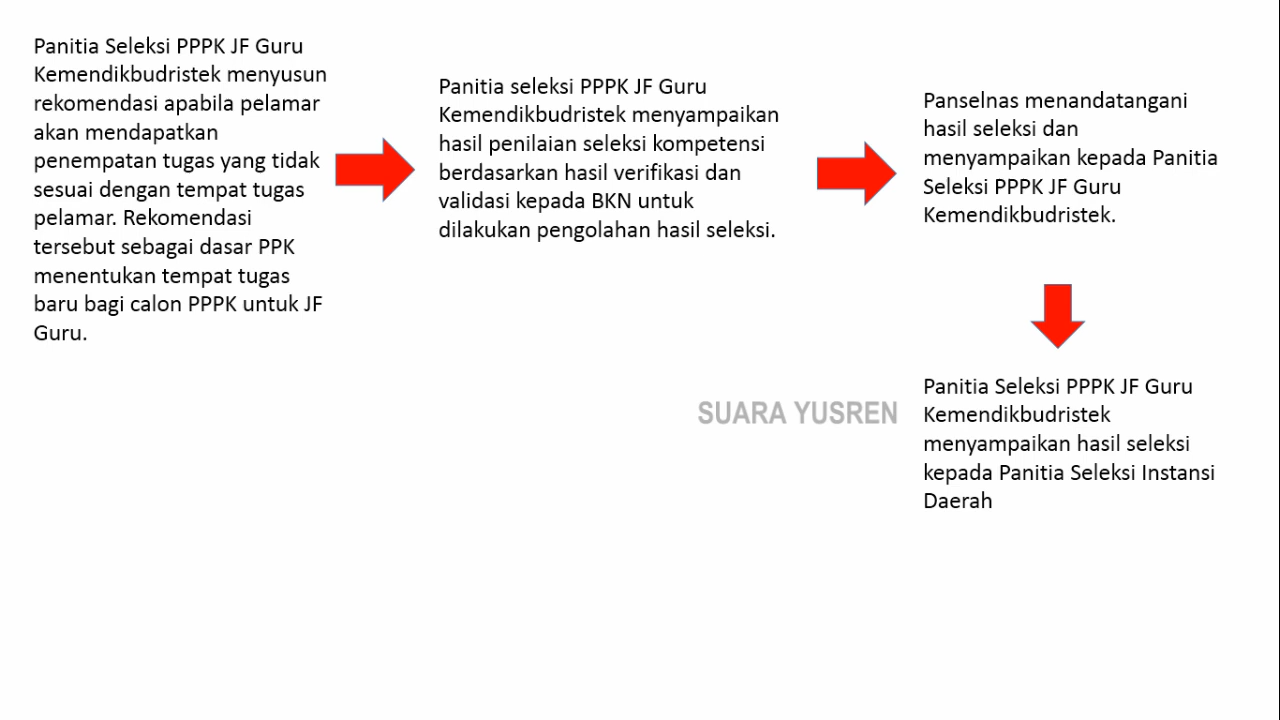 Panitia Seleksi PPPK JF Guru
Kemendikbudristek menyusun
rekomendasi apabila pelamar
akan mendapatkan
penempatan tugas yang tidak
sesuai dengan tempat tugas
pelamar. Rekomendasi
tersebut sebagai dasar PPK
menentukan tempat tugas
baru bagi calon PPPK untuk JF
Guru.
Panitia seleksi PPPK JF Guru
Kemendikbudristek menyampaikan
hasil penilaian seleksi kompetensi
berdasarkan hasil verifikasi dan
validasi kepada BKN untuk
dilakukan pengolahan hasil seleksi.
Panselnas menandatangani
hasil seleksi dan
menyampaikan kepada Panitia
Seleksi PPPK JF Guru
Kemendikbudristek.
Panitia Seleksi PPPK JF Guru
Kemendikbudristek
menyampaikan hasil seleksi
kepada Panitia Seleksi Instansi
Daerah
SUARA YUSREN